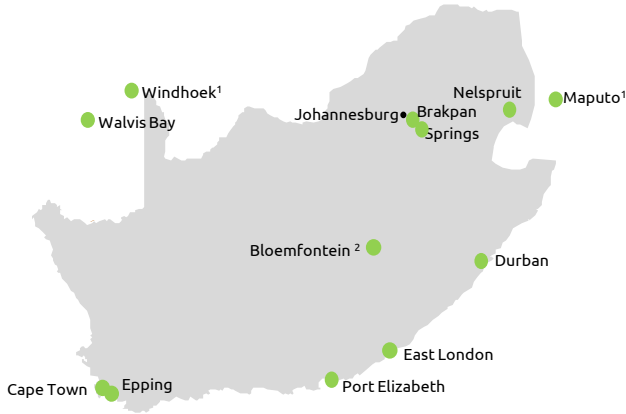 Windhoek¹
Walvis Bay
Nelspruit
Maputo¹
Johannesburg
Brakpan
Springs
Bloemfontein ²
Durban
East London
Port Elizabeth
Cape Town
Epping